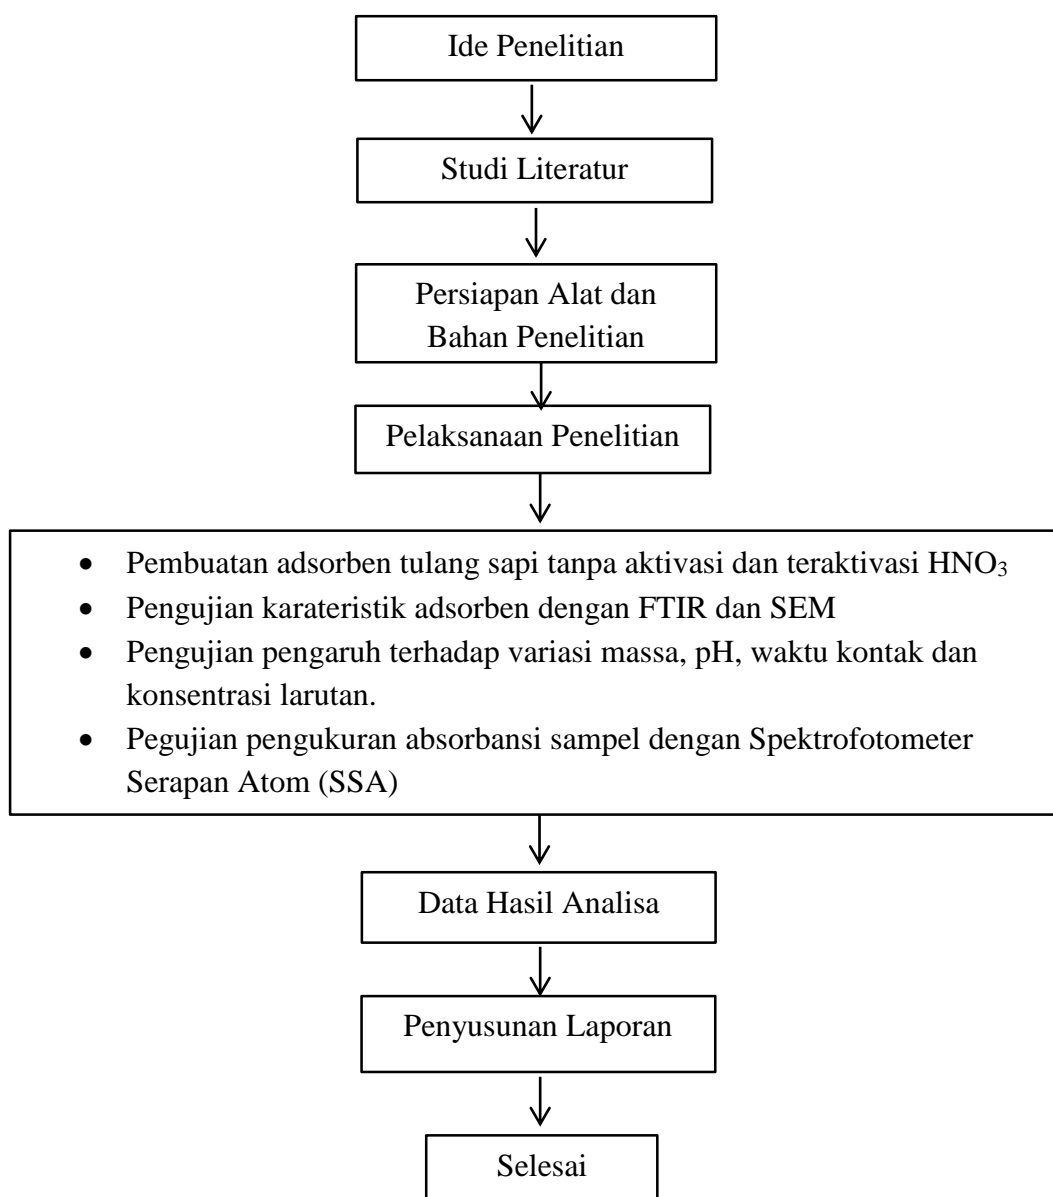 Ide Penelitian
Studi Literatur
Persiapan Alat dan
Bahan Penelitian
Pelaksanaan Penelitian
• Pembuatan adsorben tulang sapi tanpa aktivasi dan teraktivasi HNO₃
• Pengujian karateristik adsorben dengan FTIR dan SEM
• Pengujian pengaruh terhadap variasi massa, pH, waktu kontak dan
konsentrasi larutan.
• Pegujian pengukuran absorbansi sampel dengan Spektrofotometer
Serapan Atom (SSA)
Data Hasil Analisa
Penyusunan Laporan
Selesai